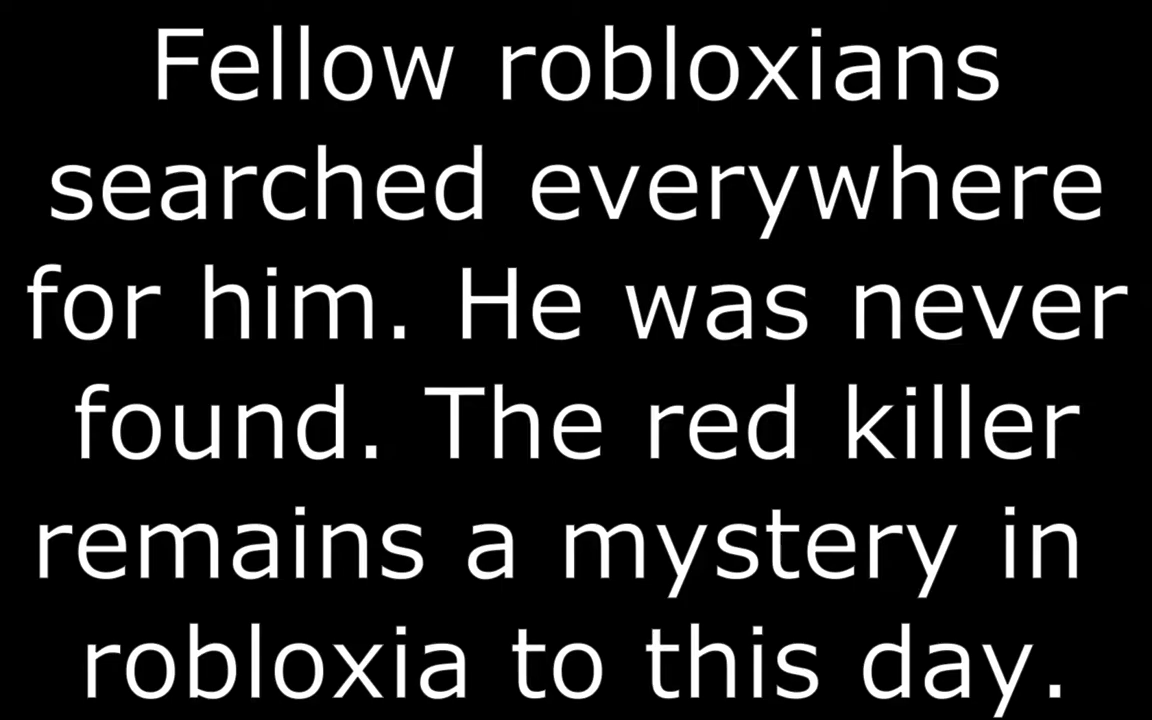 Fellow robloxians
searched everywhere
for him. He was never
found. The red killer
remains a mystery in
robloxia to this day.